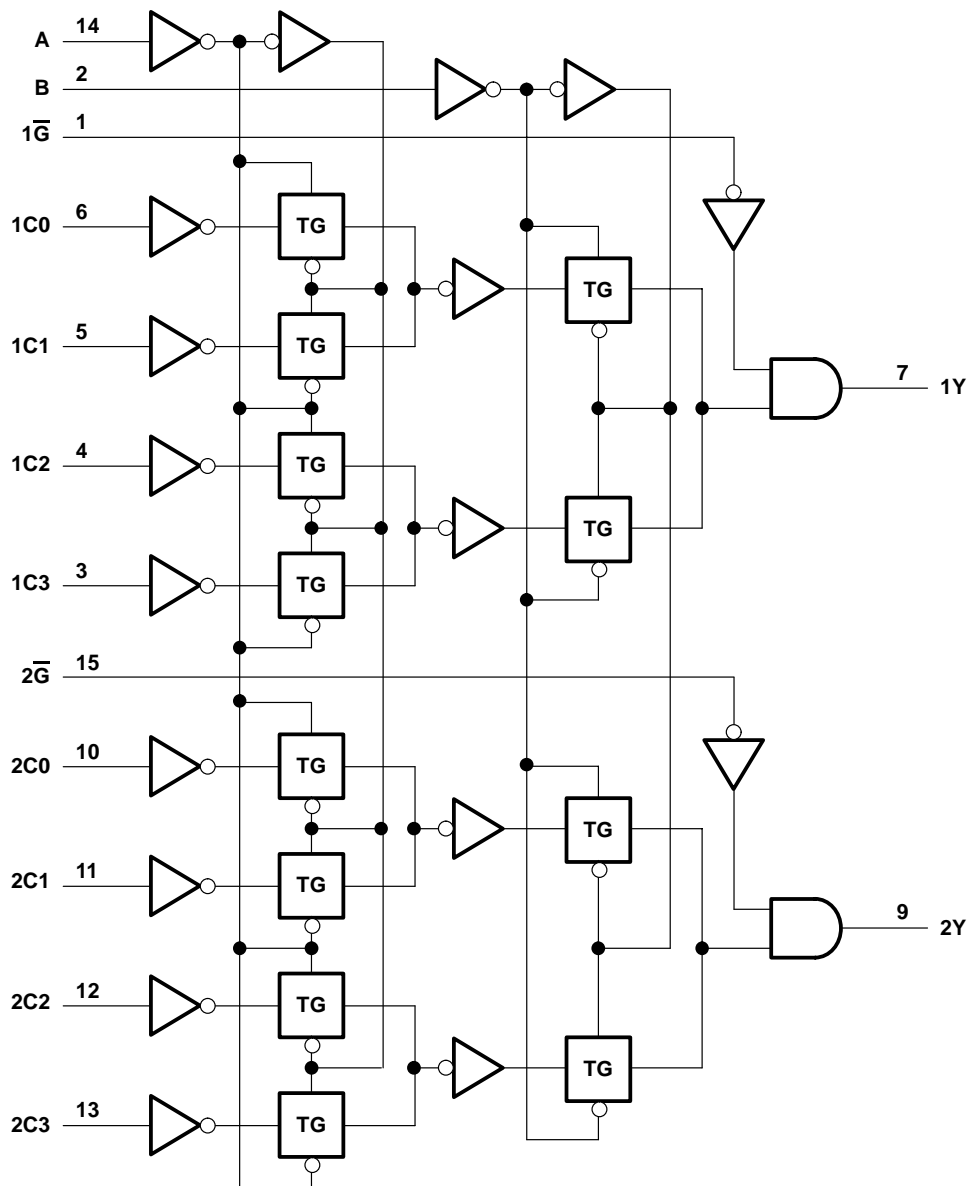 A 14
B 2
1G̅ 1
1C0 6 TG
TG
1C1 5 TG
7 1Y
1C2 4 TG
TG
1C3 3 TG
2G̅ 15
2C0 10 TG
TG
2C1 11 TG
9 2Y
2C2 12 TG
TG
2C3 13 TG